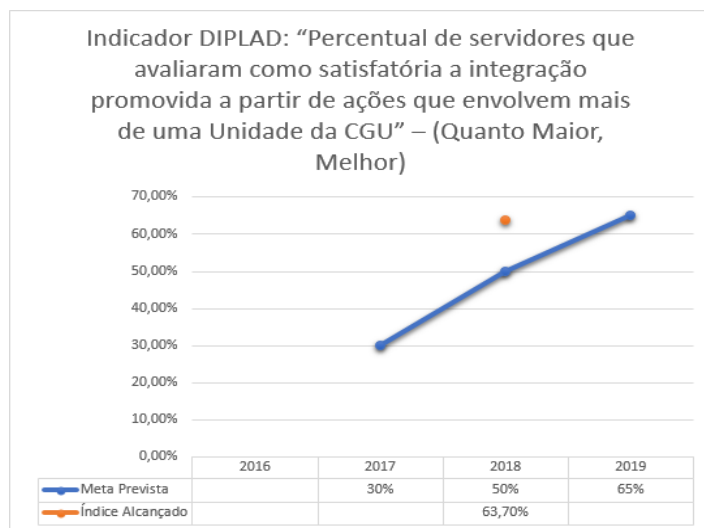 Indicador DIPLAD: “Percentual de servidores que
avaliaram como satisfatória a integração
promovida a partir de ações que envolvem mais
de uma Unidade da CGU” – (Quanto Maior,
Melhor)
70,00%
60,00%
50,00%
40,00%
30,00%
20,00%
10,00%
0,00%
2016 2017 2018 2019
Meta Prevista 30% 50% 65%
Índice Alcançado 63,70%